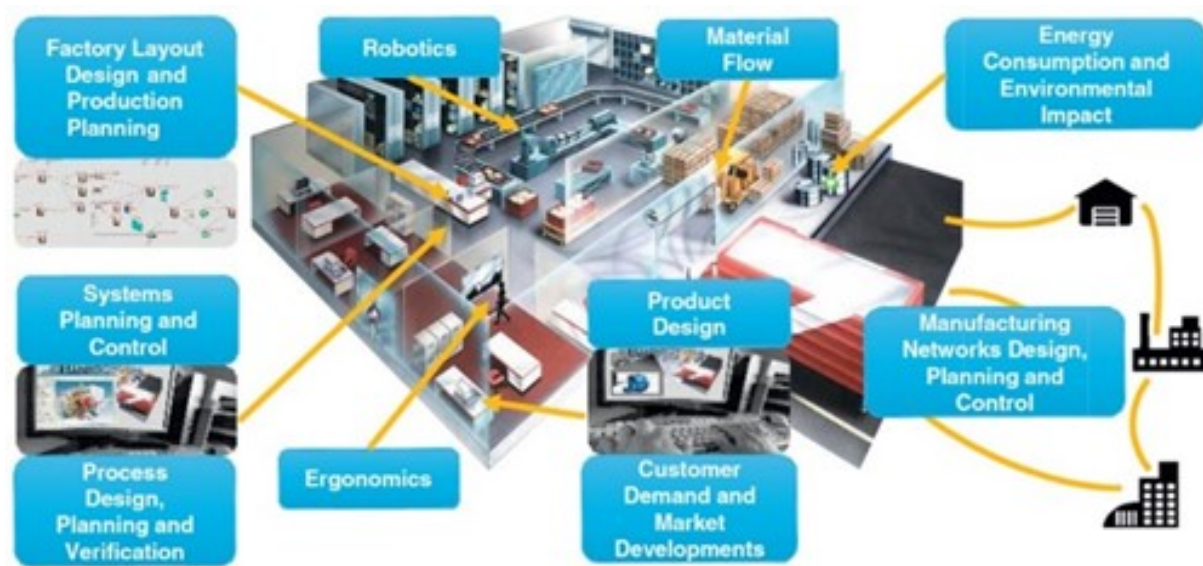 Factory Layout
Design and
Production
Planning
Robotics
Material
Flow
Energy
Consumption and
Environmental
Impact
Systems
Planning and
Control
Product
Design
Manufacturing
Networks Design,
Planning and
Control
Process
Design,
Planning and
Verification
Ergonomics
Customer
Demand and
Market
Developments